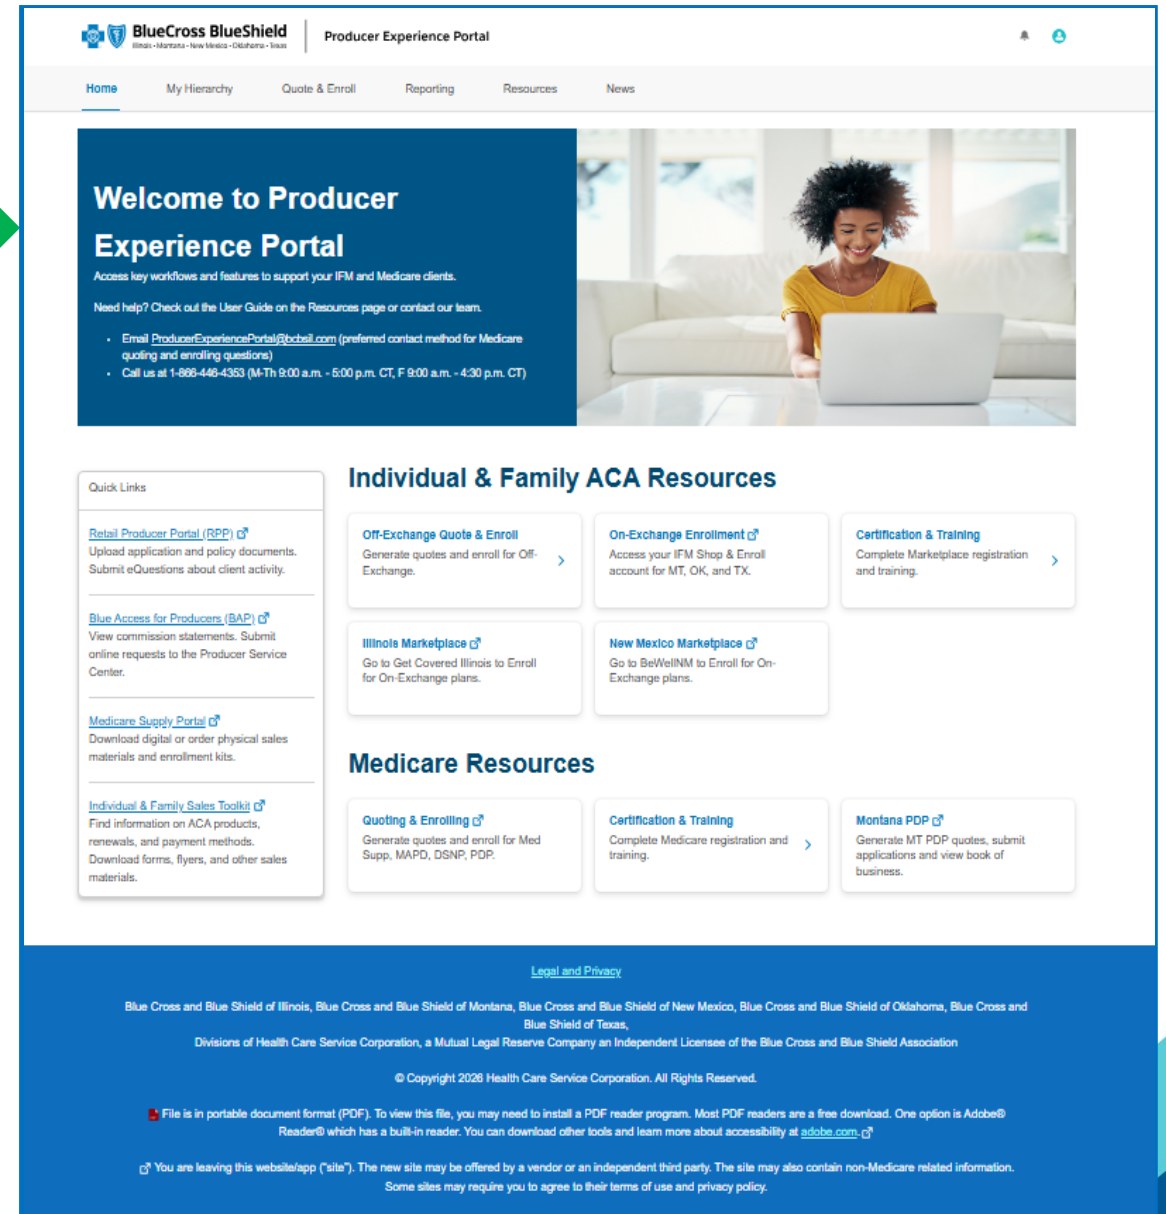 BlueCross BlueShield
Illinois • Montana • New Mexico • Oklahoma • Texas
Producer Experience Portal
Home
My Hierarchy
Quote & Enroll
Reporting
Resources
News
Welcome to Producer
Experience Portal
Access key workflows and features to support your IFM and Medicare clients.
Need help? Check out the User Guide on the Resources page or contact our team.
• Email ProducerExperiencePortal@bcbsil.com (preferred contact method for Medicare
quoting and enrolling questions)
• Call us at 1-866-446-4353 (M-Th 9:00 a.m. - 5:00 p.m. CT, F 9:00 a.m. - 4:30 p.m. CT)
Quick Links
Retail Producer Portal (RPP)
Upload application and policy documents.
Submit eQuestions about client activity.
Blue Access for Producers (BAP)
View commission statements. Submit
online requests to the Producer Service
Center.
Medicare Supply Portal
Download digital or order physical sales
materials and enrollment kits.
Individual & Family Sales Toolkit
Find information on ACA products,
renewals, and payment methods.
Download forms, flyers, and other sales
materials.
Individual & Family ACA Resources
Off-Exchange Quote & Enroll
Generate quotes and enroll for Off-
Exchange.
On-Exchange Enrollment
Access your IFM Shop & Enroll
account for MT, OK, and TX.
Certification & Training
Complete Marketplace registration
and training.
Illinois Marketplace
Go to Get Covered Illinois to Enroll
for On-Exchange plans.
New Mexico Marketplace
Go to BeWellNM to Enroll for On-
Exchange plans.
Medicare Resources
Quoting & Enrolling
Generate quotes and enroll for Med
Supp, MAPD, DSNP, PDP.
Certification & Training
Complete Medicare registration and
training.
Montana PDP
Generate MT PDP quotes, submit
applications and view book of
business.
Legal and Privacy
Blue Cross and Blue Shield of Illinois, Blue Cross and Blue Shield of Montana, Blue Cross and Blue Shield of New Mexico, Blue Cross and Blue Shield of Oklahoma, Blue Cross and
Blue Shield of Texas,
Divisions of Health Care Service Corporation, a Mutual Legal Reserve Company an Independent Licensee of the Blue Cross and Blue Shield Association
© Copyright 2026 Health Care Service Corporation. All Rights Reserved.
File is in portable document format (PDF). To view this file, you may need to install a PDF reader program. Most PDF readers are a free download. One option is Adobe®
Reader® which has a built-in reader. You can download other tools and learn more about accessibility at adobe.com.
You are leaving this website/app ("site"). The new site may be offered by a vendor or an independent third party. The site may also contain non-Medicare related information.
Some sites may require you to agree to their terms of use and privacy policy.